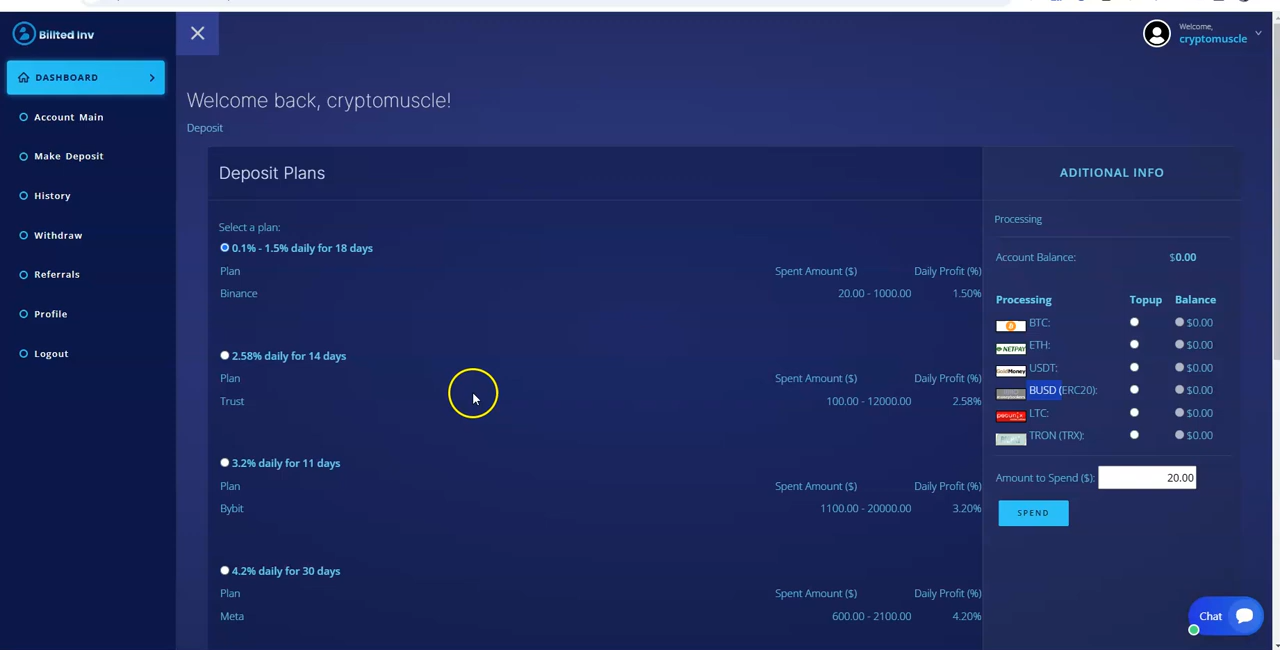 Billted inv
Welcome,
cryptomuscle
DASHBOARD
Account Main
Make Deposit
History
Withdraw
Referrals
Profile
Logout
Welcome back, cryptomuscle!
Deposit
Deposit Plans
Select a plan:
0.1% - 1.5% daily for 18 days
Plan Spent Amount ($) Daily Profit (%)
Binance 20.00 - 1000.00 1.50%
2.58% daily for 14 days
Plan Spent Amount ($) Daily Profit (%)
Trust 100.00 - 12000.00 2.58%
3.2% daily for 11 days
Plan Spent Amount ($) Daily Profit (%)
Bybit 1100.00 - 20000.00 3.20%
4.2% daily for 30 days
Plan Spent Amount ($) Daily Profit (%)
Meta 600.00 - 2100.00 4.20%
ADITIONAL INFO
Processing
Account Balance: $0.00
Processing Topup Balance
BTC: $0.00
NETPAY ETH: $0.00
GoldMoney USDT: $0.00
BUSD (ERC20): $0.00
pecunix LTC: $0.00
TRON (TRX): $0.00
Amount to Spend ($): 20.00
SPEND
Chat